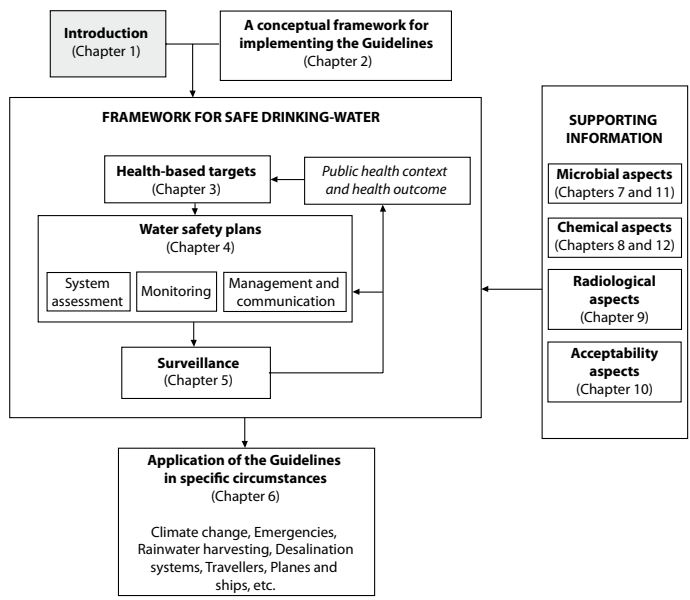 Introduction
(Chapter 1)
A conceptual framework for
implementing the Guidelines
(Chapter 2)
FRAMEWORK FOR SAFE DRINKING-WATER
Health-based targets
(Chapter 3)
Public health context
and health outcome
Water safety plans
(Chapter 4)
System
assessment
Monitoring
Management and
communication
Surveillance
(Chapter 5)
SUPPORTING
INFORMATION
Microbial aspects
(Chapters 7 and 11)
Chemical aspects
(Chapters 8 and 12)
Radiological
aspects
(Chapter 9)
Acceptability
aspects
(Chapter 10)
Application of the Guidelines
in specific circumstances
(Chapter 6)
Climate change, Emergencies,
Rainwater harvesting, Desalination
systems, Travellers, Planes and
ships, etc.